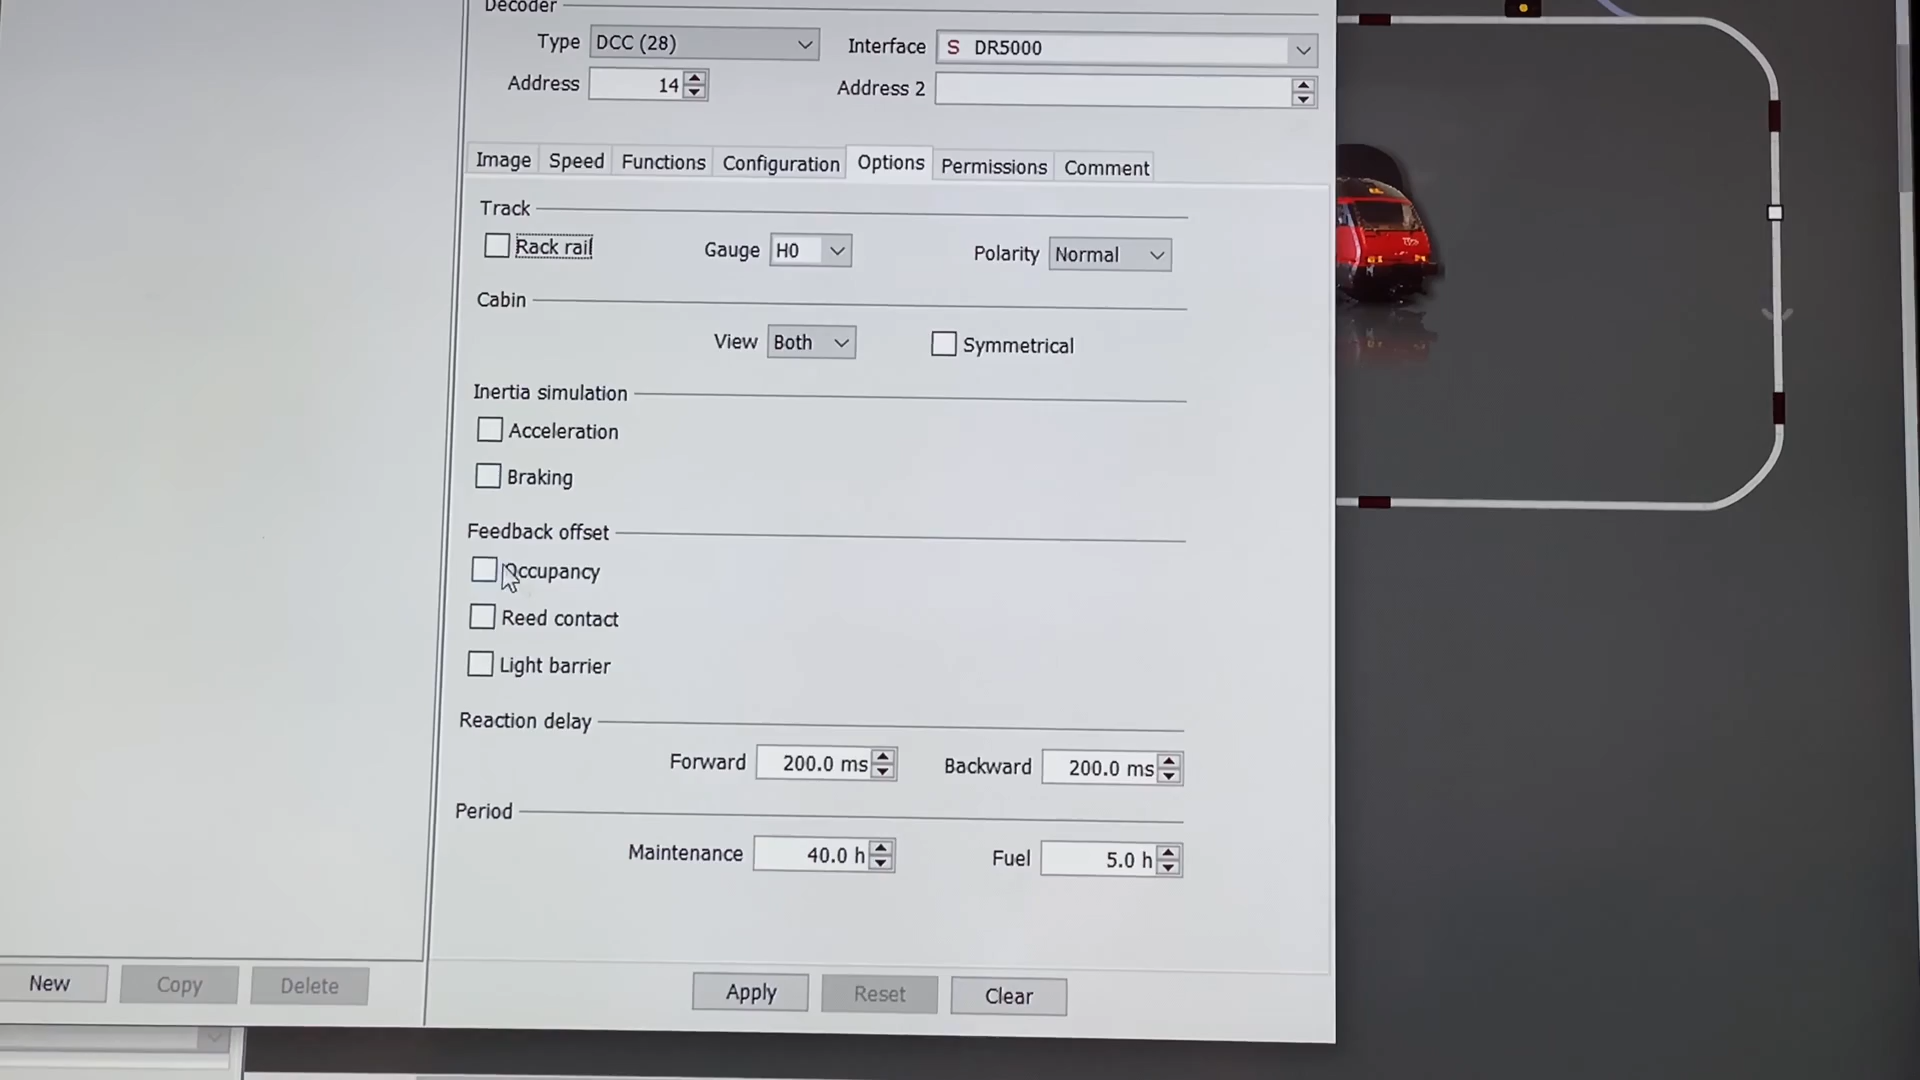 Decoder
Type DCC (28) Interface S DR5000
Address 14 Address 2
Image Speed Functions Configuration Options Permissions Comment
Track
Rack rail Gauge H0 Polarity Normal
Cabin
View Both Symmetrical
Inertia simulation
Acceleration
Braking
Feedback offset
Occupancy
Reed contact
Light barrier
Reaction delay
Forward 200.0 ms Backward 200.0 ms
Period
Maintenance 40.0 h Fuel 5.0 h
New Copy Delete Apply Reset Clear